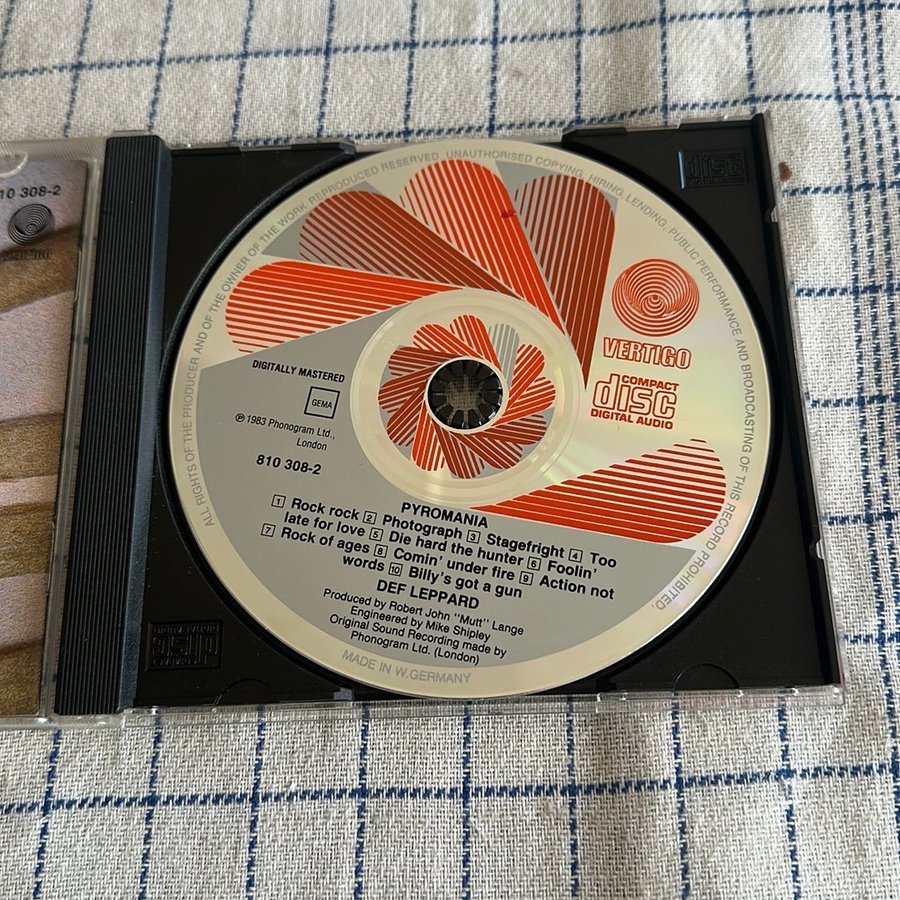 10 308-2
VERTIGO
ALL RIGHTS OF THE PRODUCER AND OF THE OWNER OF THE WORK REPRODUCED RESERVED. UNAUTHORISED COPYING, HIRING, LENDING, PUBLIC PERFORMANCE AND BROADCASTING OF THIS RECORD PROHIBITED.
VERTIGO
COMPACT
disc
DIGITAL AUDIO
DIGITALLY MASTERED
GEMA
℗ 1983 Phonogram Ltd.,
London
810 308-2
PYROMANIA
1 Rock rock 2 Photograph 3 Stagefright 4 Too
late for love 5 Die hard the hunter 6 Foolin'
7 Rock of ages 8 Comin' under fire 9 Action not
words 10 Billy's got a gun
DEF LEPPARD
Produced by Robert John "Mutt" Lange
Engineered by Mike Shipley
Original Sound Recording made by
Phonogram Ltd. (London)
MADE IN W. GERMANY
disc